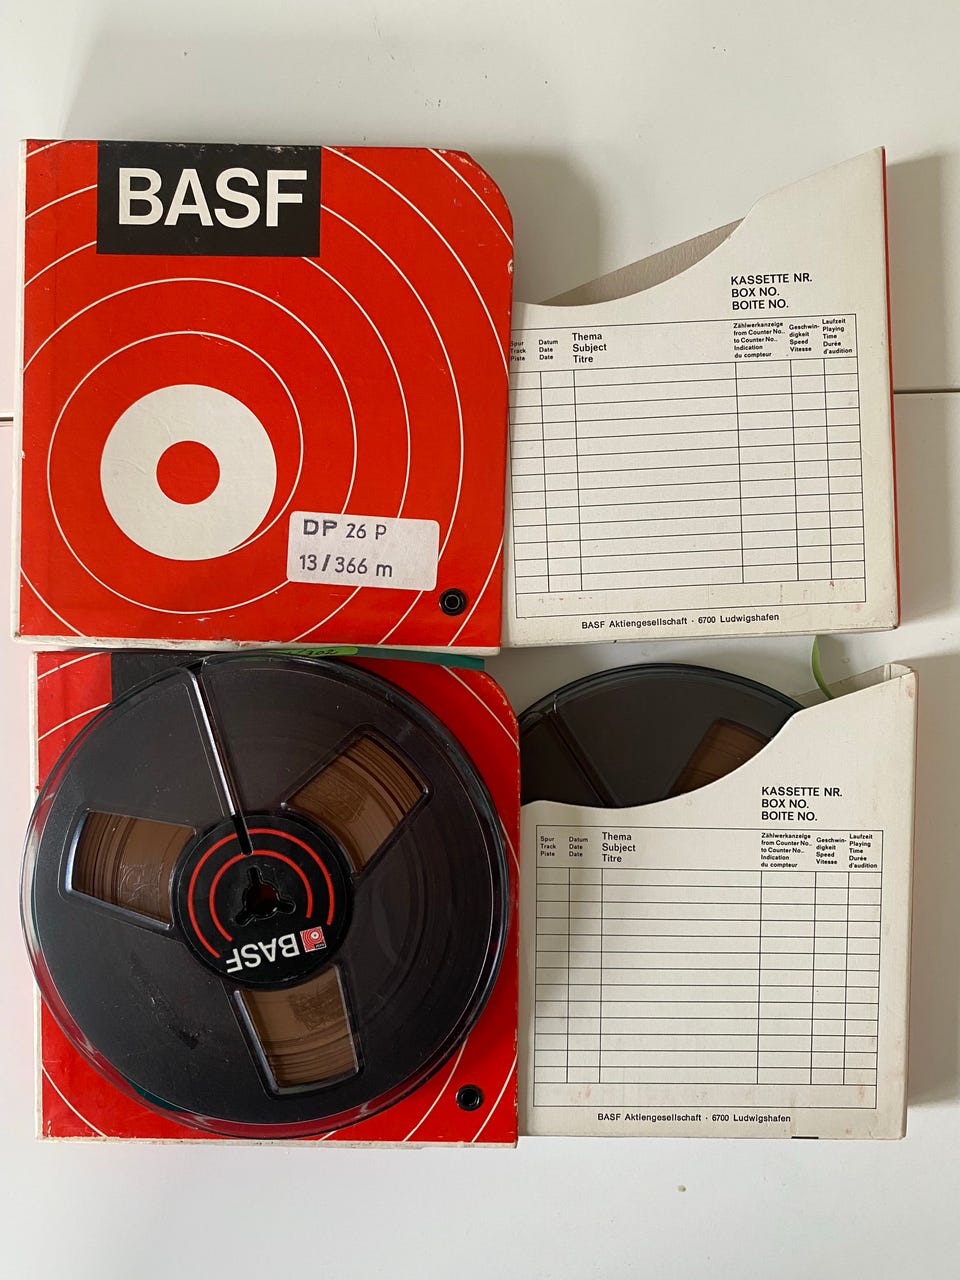 BASF
DP 26 P
13/366 m
KASSETTE NR.
BOX NO.
BOITE NO.
Spur
Track
Piste
Datum
Date
Date
Thema
Subject
Titre
Zählwerkanzeige
from Counter No..
to Counter No..
Indication
du compteur
Geschwin-
digkeit
Speed
Vitesse
Laufzeit
Playing
Time
Durée
d'audition
BASF Aktiengesellschaft · 6700 Ludwigshafen
BASF
KASSETTE NR.
BOX NO.
BOITE NO.
Spur
Track
Piste
Datum
Date
Date
Thema
Subject
Titre
Zählwerkanzeige
from Counter No..
to Counter No..
Indication
du compteur
Geschwin-
digkeit
Speed
Vitesse
Laufzeit
Playing
Time
Durée
d'audition
BASF Aktiengesellschaft · 6700 Ludwigshafen